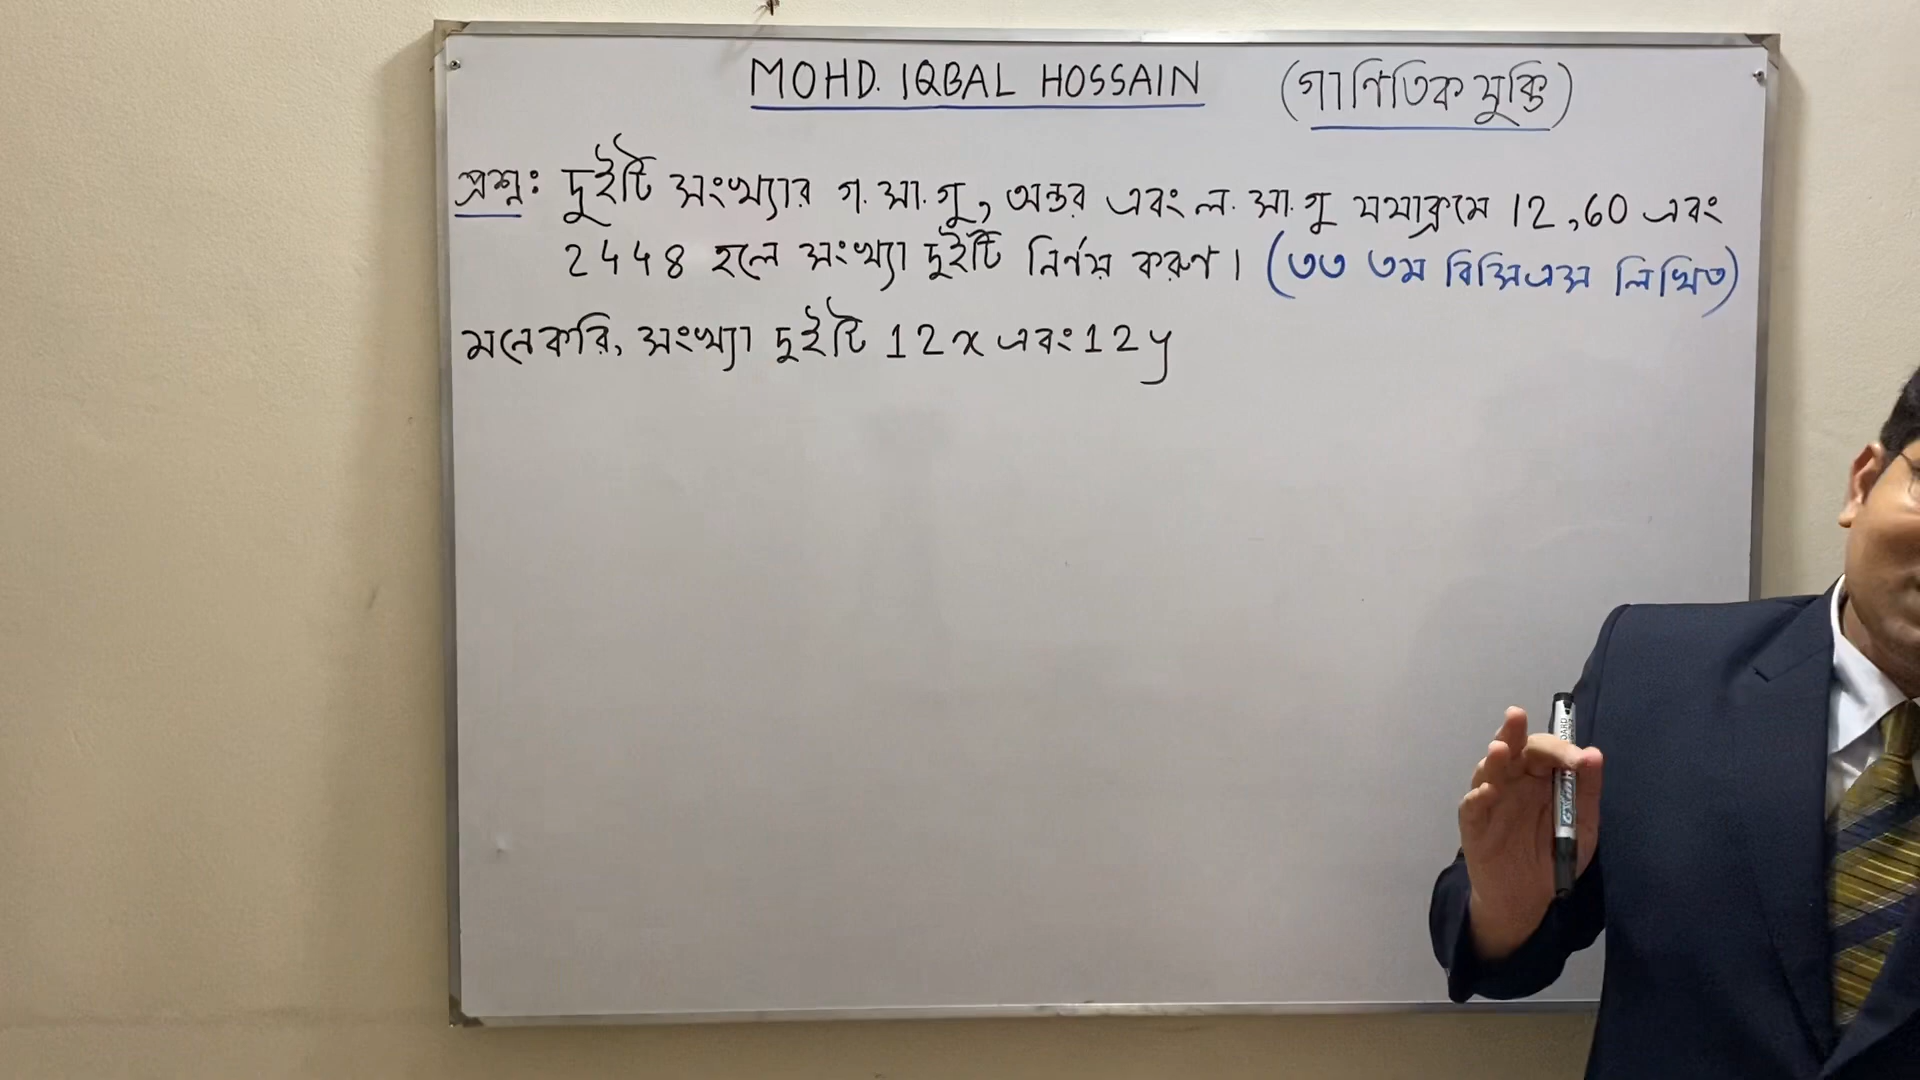 MOHD. IQBAL HOSSAIN (গাণিতিক যুক্তি)
প্রশ্ন: দুইটি সংখ্যার গ.সা.গু, অন্তর এবং ল.সা.গু যথাক্রমে 12, 60 এবং
2448 হলে সংখ্যা দুইটি নির্ণয় করুণ। (৩৩ তম বিসিএস লিখিত)
মনেকরি, সংখ্যা দুইটি 12x এবং 12y